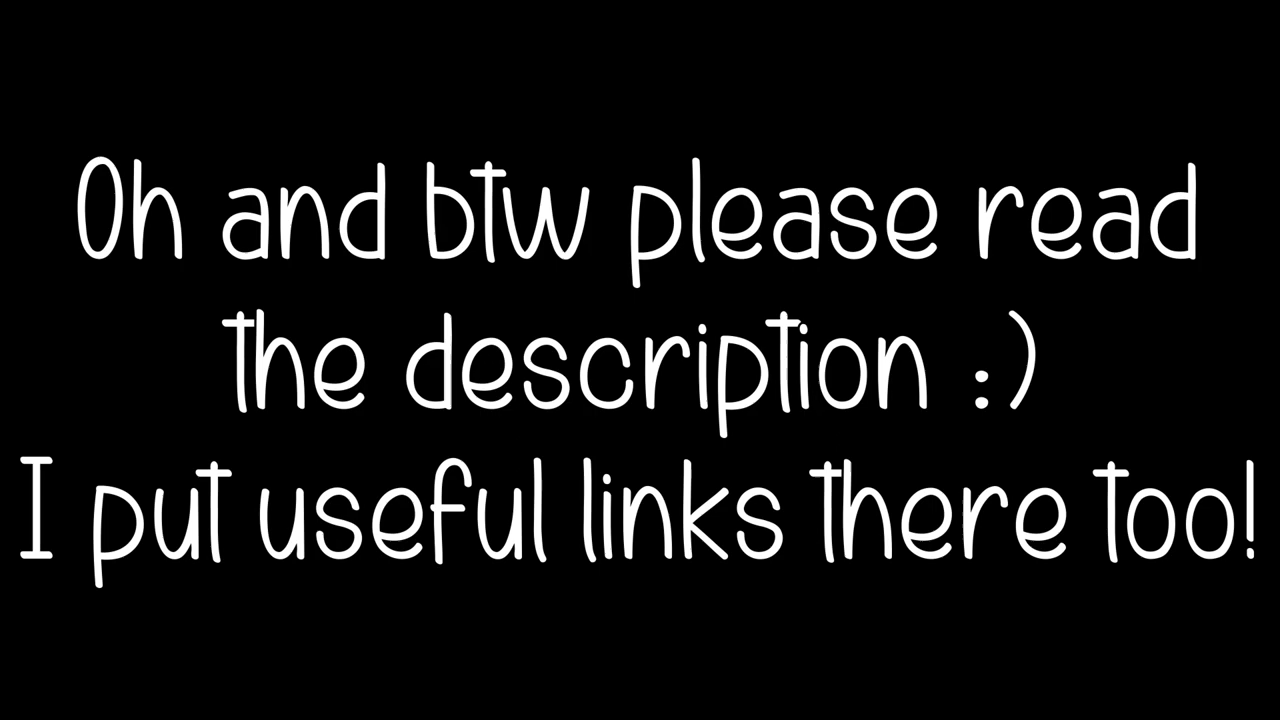 Oh and btw please read
the description :)
I put useful links there too!